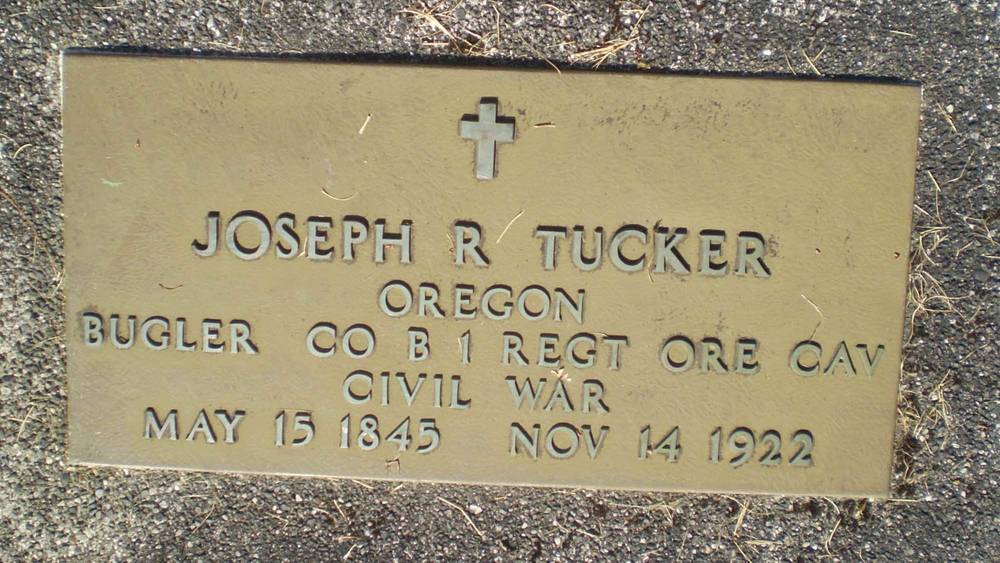 JOSEPH R TUCKER
OREGON
BUGLER CO B 1 REGT ORE CAV
CIVIL WAR
MAY 15 1845 NOV 14 1922